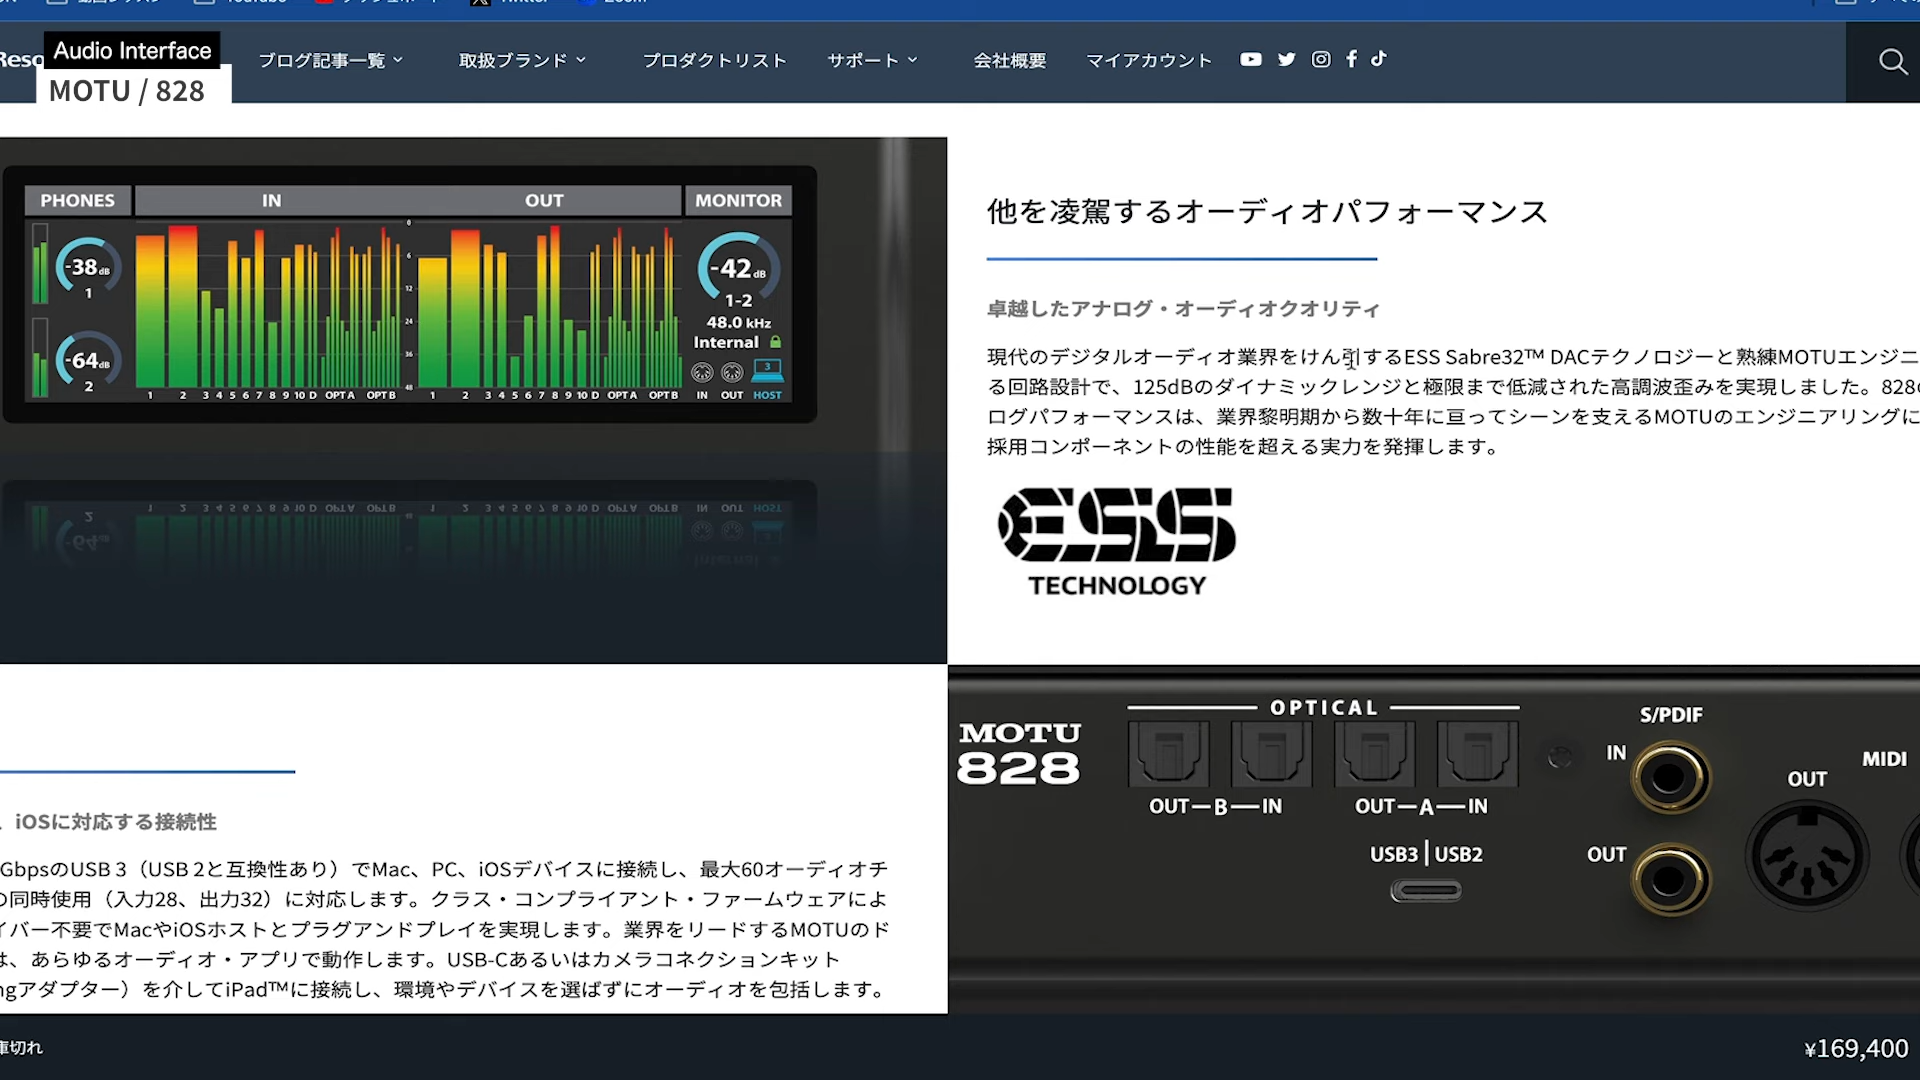 Audio Interface
MOTU / 828
ブログ記事一覧
取扱ブランド
プロダクトリスト
サポート
会社概要
マイアカウント
PHONES
IN
OUT
MONITOR
-38dB
1
-64dB
2
0
6
12
24
36
48
-42dB
1-2
48.0 kHz
Internal
3
1 2 3 4 5 6 7 8 9 10 D OPT A OPT B
1 2 3 4 5 6 7 8 9 10 D OPT A OPT B
IN OUT HOST
他を凌駕するオーディオパフォーマンス
卓越したアナログ・オーディオクオリティ
現代のデジタルオーディオ業界をけん引するESS Sabre32™ DACテクノロジーと熟練MOTUエンジニ
る回路設計で、125dBのダイナミックレンジと極限まで低減された高調波歪みを実現しました。828
ログパフォーマンスは、業界黎明期から数十年に亘ってシーンを支えるMOTUのエンジニアリングに
採用コンポーネントの性能を超える実力を発揮します。
ESS
TECHNOLOGY
、iOSに対応する接続性
GbpsのUSB 3（USB 2と互換性あり）でMac、PC、iOSデバイスに接続し、最大60オーディオチ
の同時使用（入力28、出力32）に対応します。クラス・コンプライアント・ファームウェアによ
イバー不要でMacやiOSホストとプラグアンドプレイを実現します。業界をリードするMOTUのド
は、あらゆるオーディオ・アプリで動作します。USB-Cあるいはカメラコネクションキット
ngアダプター）を介してiPad™に接続し、環境やデバイスを選ばずにオーディオを包括します。
MOTU
828
OPTICAL
OUT—B—IN
OUT—A—IN
USB3 | USB2
S/PDIF
IN
OUT
MIDI
OUT
庫切れ
¥169,400